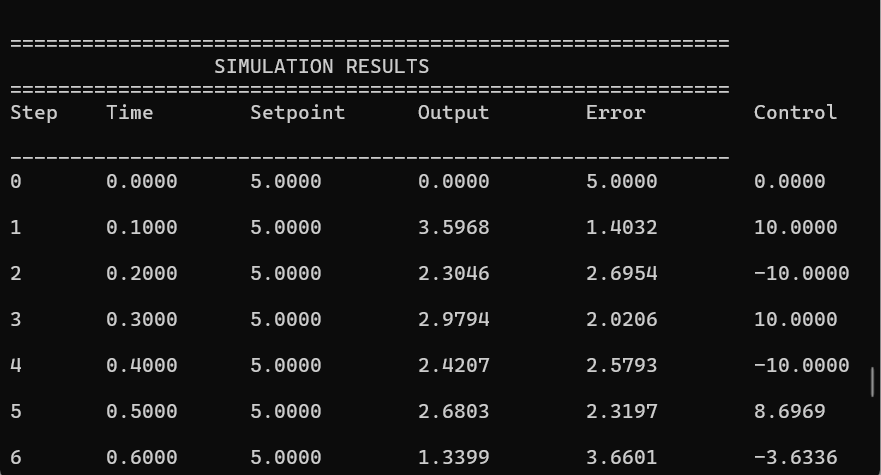 ============================================================
SIMULATION RESULTS
============================================================
Step Time Setpoint Output Error Control
------------------------------------------------------------
0 0.0000 5.0000 0.0000 5.0000 0.0000
1 0.1000 5.0000 3.5968 1.4032 10.0000
2 0.2000 5.0000 2.3046 2.6954 -10.0000
3 0.3000 5.0000 2.9794 2.0206 10.0000
4 0.4000 5.0000 2.4207 2.5793 -10.0000
5 0.5000 5.0000 2.6803 2.3197 8.6969
6 0.6000 5.0000 1.3399 3.6601 -3.6336